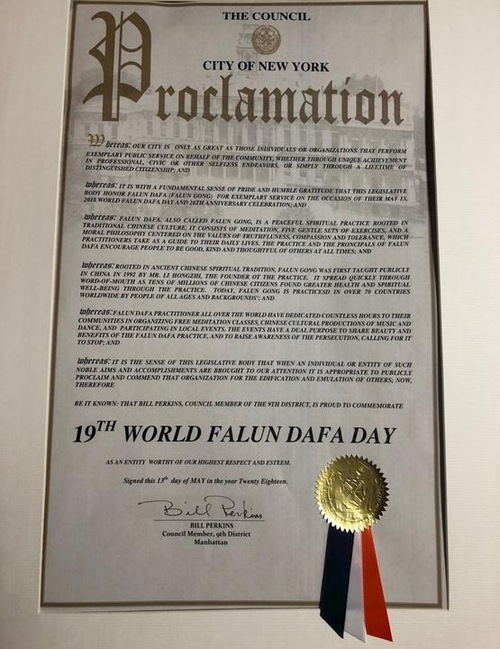 THE COUNCIL
CITY OF NEW YORK
Proclamation
Whereas: OUR CITY IS ONLY AS GREAT AS THOSE INDIVIDUALS OR ORGANIZATIONS THAT PERFORM
EXEMPLARY PUBLIC SERVICE ON BEHALF OF THE COMMUNITY, WHETHER THROUGH UNIQUE ACHIEVEMENT
IN PROFESSIONAL, CIVIC OR OTHER SELFLESS ENDEAVORS, OR SIMPLY THROUGH A LIFETIME OF
DISTINGUISHED CITIZENSHIP; AND
Whereas: IT IS WITH A FUNDAMENTAL SENSE OF PRIDE AND HUMBLE GRATITUDE THAT THIS LEGISLATIVE
BODY HONOR FALUN DAFA (FALUN GONG) FOR EXEMPLARY SERVICE ON THE OCCASION OF THEIR MAY 13,
2018 WORLD FALUN DAFA DAY AND 26TH ANNIVERSARY CELEBRATION; AND
Whereas: FALUN DAFA, ALSO CALLED FALUN GONG, IS A PEACEFUL SPIRITUAL PRACTICE ROOTED IN
TRADITIONAL CHINESE CULTURE, IT CONSISTS OF MEDITATION, FIVE GENTLE SETS OF EXERCISES, AND A
MORAL PHILOSOPHY CENTERED ON THE VALUES OF TRUTHFULNESS, COMPASSION AND TOLERANCE, WHICH
PRACTITIONERS TAKE AS A GUIDE TO THEIR DAILY LIVES. THE PRACTICE AND THE PRONCIPALS OF FALUN
DAFA ENCOURAGE PEOPLE TO BE GOOD, KIND AND THOUGHTFUL OF OTHERS AT ALL TIMES; AND
Whereas: ROOTED IN ANCIENT CHINESE SPIRITUAL TRADITION, FALUN GONG WAS FIRST TAUGHT PUBLICLY
IN CHINA IN 1992 BY MR. LI HONGZHI, THE FOUNDER OF THE PRACTICE. IT SPREAD QUICKLY THROUGH
WORD-OF-MOUTH AS TENS OF MILLIONS OF CHINESE CITIZENS FOUND GREATER HEALTH AND SPIRITUAL
WELL-BEING THROUGH THE PRACTICE. TODAY, FALUN GONG IS PRACTICESD IN OVER 70 COUNTRIES
WORLDWIDE BY PEOPLE OF ALL AGES AND BACKGROUNDS; AND
Whereas: FALUN DAFA PRACTITIONER ALL OVER THE WORLD HAVE DEDICATED COUNTLESS HOURS TO THEIR
COMMUNITIES IN ORGANIZING FREE MEDITATION CLASSES, CHINESE CULTURAL PRODUCTIONS OF MUSIC AND
DANCE, AND PARTICIPATING IN LOCAL EVENTS. THE EVENTS HAVE A DUAL PURPOSE TO SHARE BEAUTY AND
BENEFITS OF THE FALUN DAFA PRACTICE, AND TO RAISE AWARENESS OF THE PERSECUTION, CALLING FOR IT
TO STOP; AND
Whereas: IT IS THE SENSE OF THIS LEGISLATIVE BODY THAT WHEN AN INDIVIDUAL OR ENTITY OF SUCH
NOBLE AIMS AND ACCOMPLISHMENTS ARE BROUGHT TO OUR ATTENTION IT IS APPROPRIATE TO PUBLICLY
PROCLAIM AND COMMEND THAT ORGANIZATION FOR THE EDIFICATION AND EMULATION OF OTHERS; NOW,
THEREFORE
BE IT KNOWN: THAT BILL PERKINS, COUNCIL MEMBER OF THE 9TH DISTRICT, IS PROUD TO COMMEMORATE
19TH WORLD FALUN DAFA DAY
AS AN ENTITY WORTHY OF OUR HIGHEST RESPECT AND ESTEEM.
Signed this 13th day of MAY in the year Twenty Eighteen.
Bill Perkins
BILL PERKINS
Council Member, 9th District
Manhattan